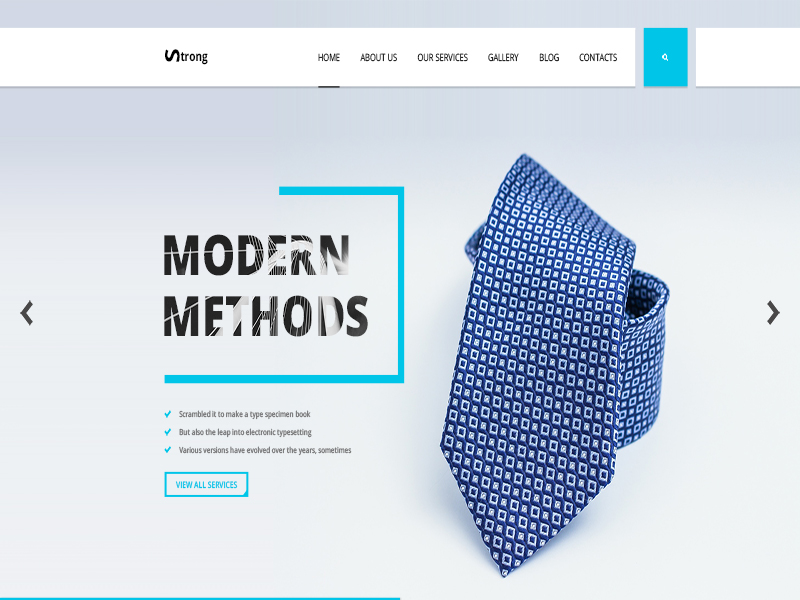 Strong
HOME ABOUT US OUR SERVICES GALLERY BLOG CONTACTS
MODERN
METHODS
Scrambled it to make a type specimen book
But also the leap into electronic typesetting
Various versions have evolved over the years, sometimes
VIEW ALL SERVICES